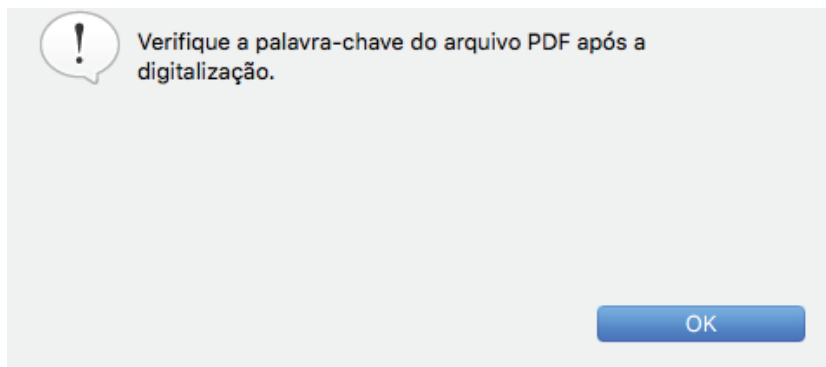 Verifique a palavra-chave do arquivo PDF após a
digitalização.
OK